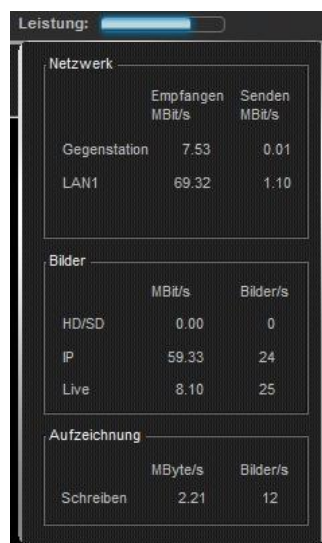 Leistung:
Netzwerk
Empfangen Senden
MBit/s MBit/s
Gegenstation 7.53 0.01
LAN1 69.32 1.10
Bilder
MBit/s Bilder/s
HD/SD 0.00 0
IP 59.33 24
Live 8.10 25
Aufzeichnung
MByte/s Bilder/s
Schreiben 2.21 12